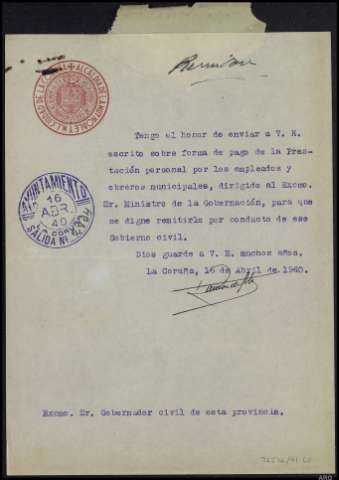 Reunión
AYUNTAMIENTO
16
ABR.
40
SALIDA Nº
Tengo el honor de enviar a V. E.
escrito sobre forma de pago de la Pres-
tación personal por los empleados y
obreros municipales, dirigido al Excmo.
Sr. Ministro de la Gobernación, para que
se digne remitirlo por conducto de ese
Gobierno civil.
Dios guarde a V. E. muchos años.
La Coruña, 16 de Abril de 1940.
Excmo. Sr. Gobernador civil de esta provincia.
ARG